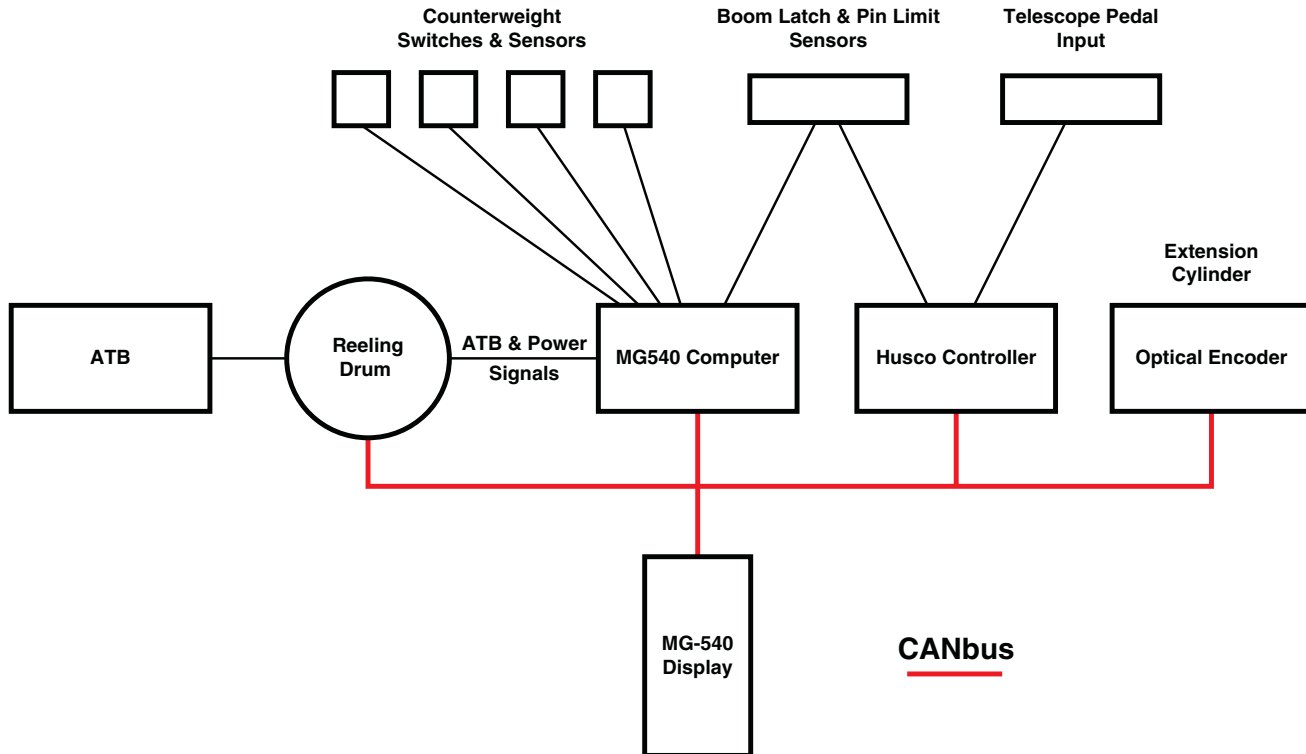 Counterweight
Switches & Sensors
Boom Latch & Pin Limit
Sensors
Telescope Pedal
Input
Extension
Cylinder
ATB
Reeling
Drum
ATB & Power
Signals
MG540 Computer
Husco Controller
Optical Encoder
MG-540
Display
CANbus